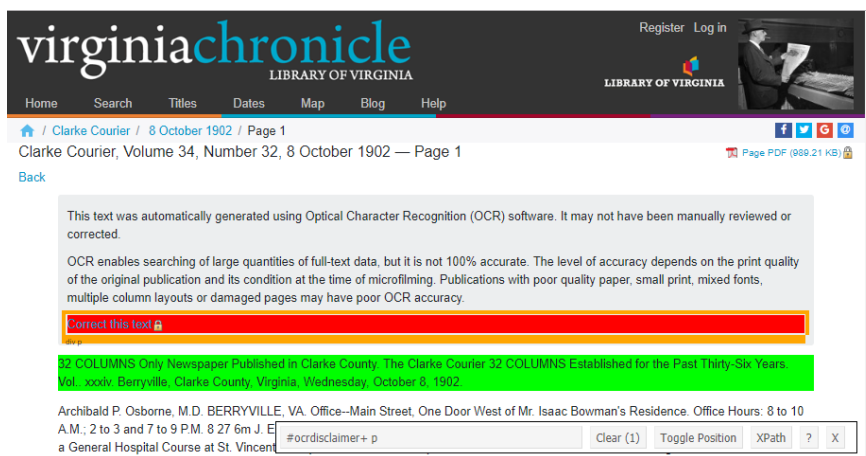 virginiachronicle
LIBRARY OF VIRGINIA
Register Log in
LIBRARY OF VIRGINIA
Home Search Titles Dates Map Blog Help
/ Clarke Courier / 8 October 1902 / Page 1
Clarke Courier, Volume 34, Number 32, 8 October 1902 — Page 1
Page PDF (989.21 KB)
Back
This text was automatically generated using Optical Character Recognition (OCR) software. It may not have been manually reviewed or
corrected.
OCR enables searching of large quantities of full-text data, but it is not 100% accurate. The level of accuracy depends on the print quality
of the original publication and its condition at the time of microfilming. Publications with poor quality paper, small print, mixed fonts,
multiple column layouts or damaged pages may have poor OCR accuracy.
Correct this text
div p
32 COLUMNS Only Newspaper Published in Clarke County. The Clarke Courier 32 COLUMNS Established for the Past Thirty-Six Years.
Vol.. xxxiv. Berryville, Clarke County, Virginia, Wednesday, October 8, 1902.
Archibald P. Osborne, M.D. BERRYVILLE, VA. Office--Main Street, One Door West of Mr. Isaac Bowman's Residence. Office Hours: 8 to 10
A.M.; 2 to 3 and 7 to 9 P.M. 8 27 6m J. E
a General Hospital Course at St. Vincent
#ocrdisclaimer+ p
Clear (1) Toggle Position XPath ? X